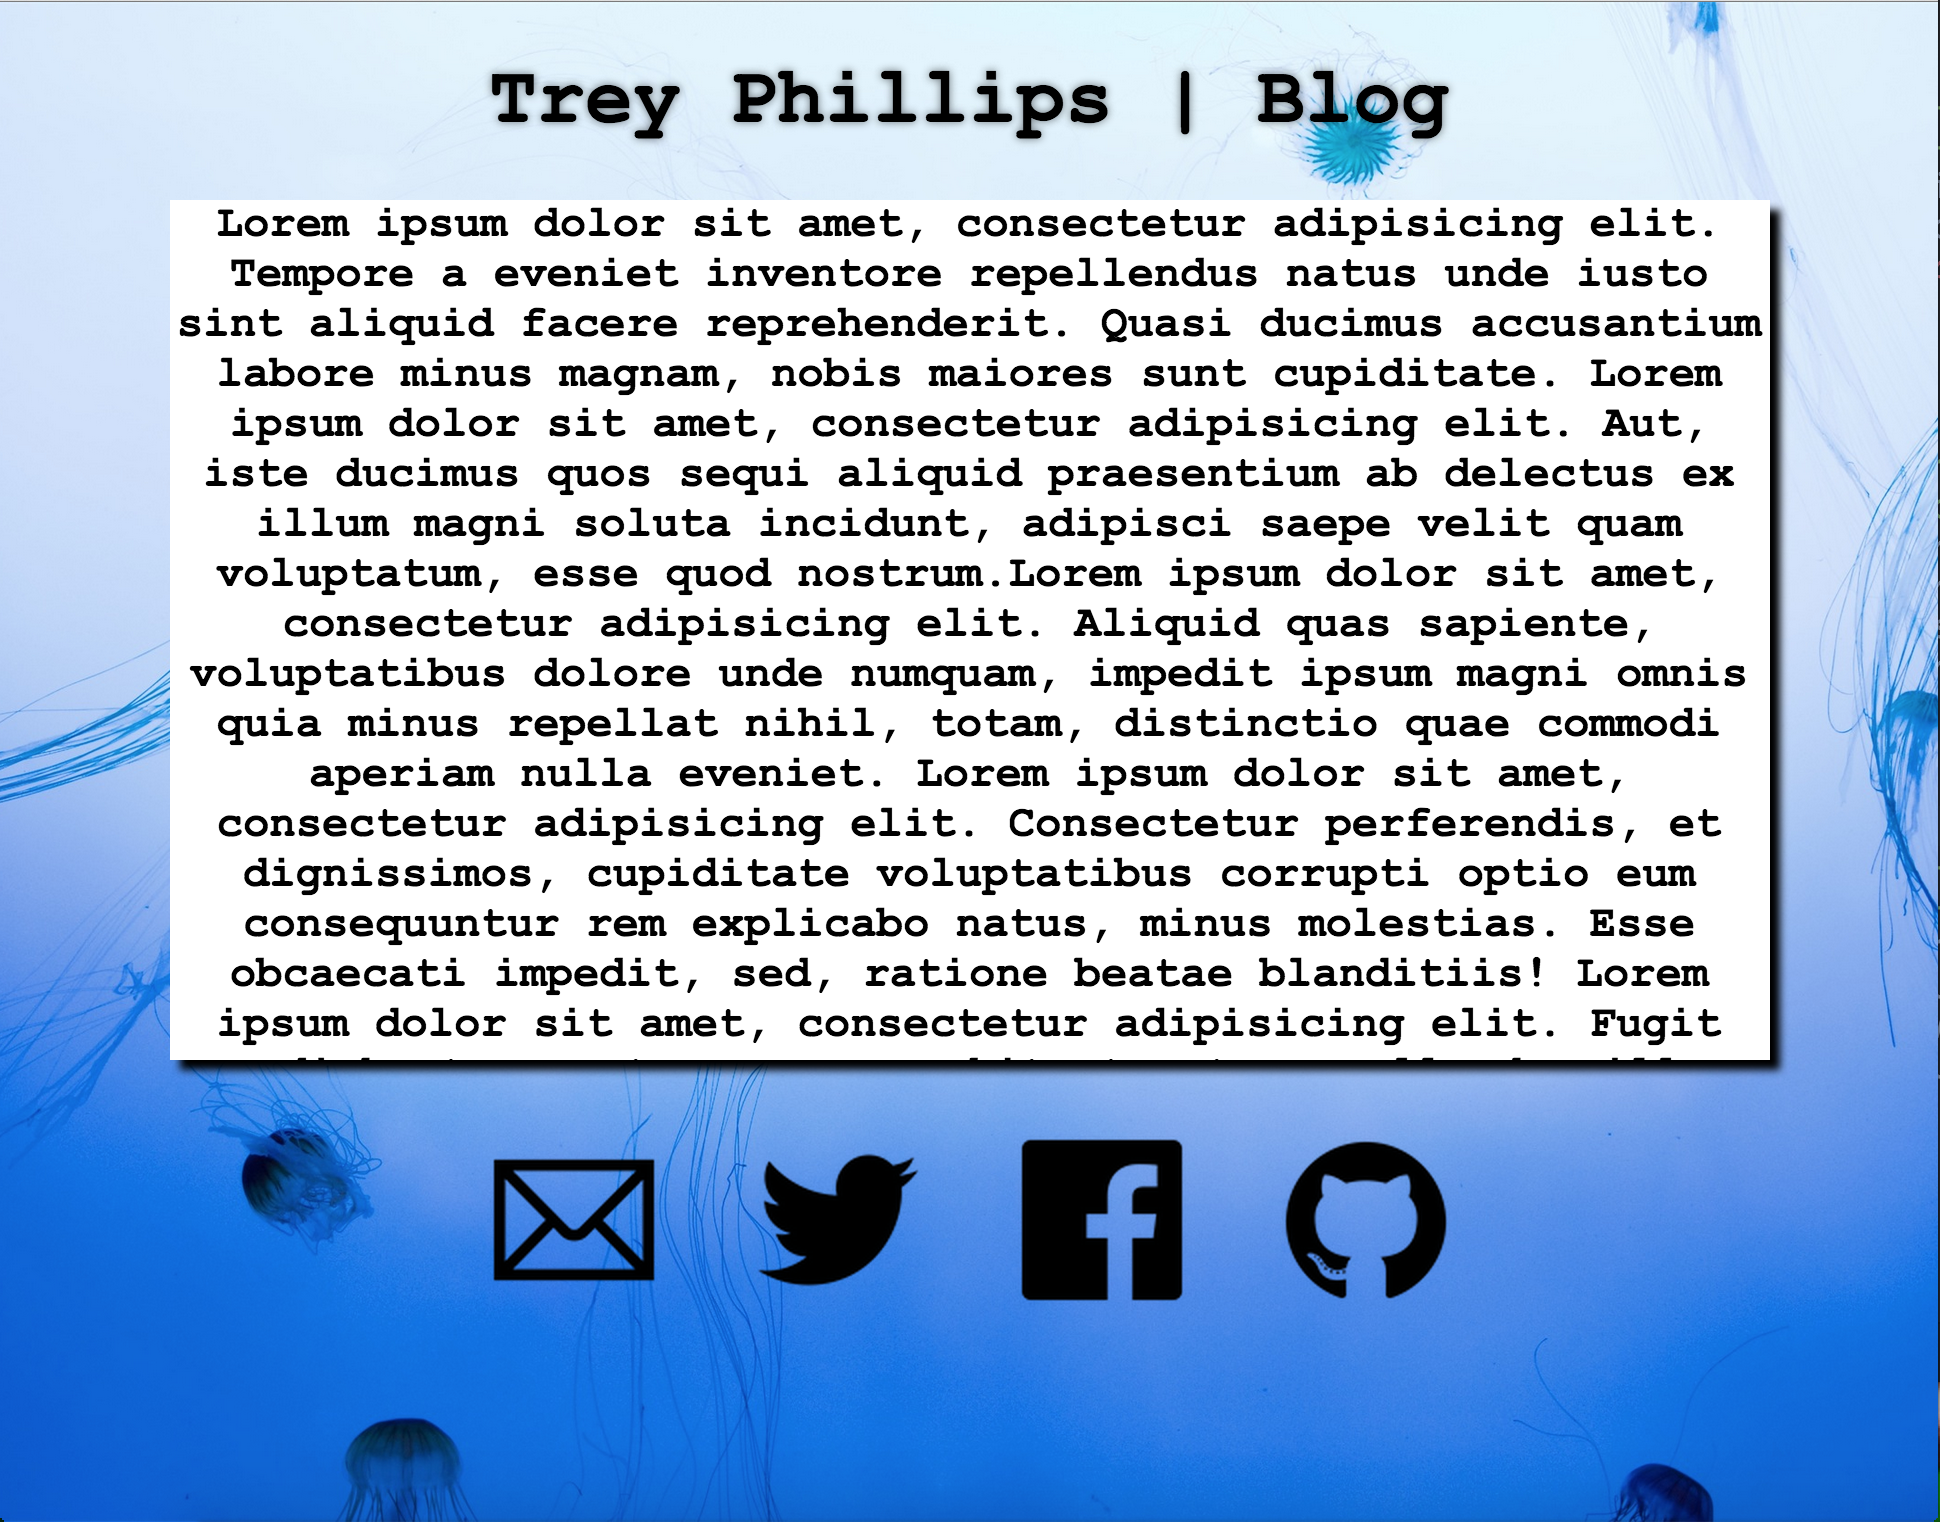 Trey Phillips | Blog
Lorem ipsum dolor sit amet, consectetur adipisicing elit.
Tempore a eveniet inventore repellendus natus unde iusto
sint aliquid facere reprehenderit. Quasi ducimus accusantium
labore minus magnam, nobis maiores sunt cupiditate. Lorem
ipsum dolor sit amet, consectetur adipisicing elit. Aut,
iste ducimus quos sequi aliquid praesentium ab delectus ex
illum magni soluta incidunt, adipisci saepe velit quam
voluptatum, esse quod nostrum.Lorem ipsum dolor sit amet,
consectetur adipisicing elit. Aliquid quas sapiente,
voluptatibus dolore unde numquam, impedit ipsum magni omnis
quia minus repellat nihil, totam, distinctio quae commodi
aperiam nulla eveniet. Lorem ipsum dolor sit amet,
consectetur adipisicing elit. Consectetur perferendis, et
dignissimos, cupiditate voluptatibus corrupti optio eum
consequuntur rem explicabo natus, minus molestias. Esse
obcaecati impedit, sed, ratione beatae blanditiis! Lorem
ipsum dolor sit amet, consectetur adipisicing elit. Fugit